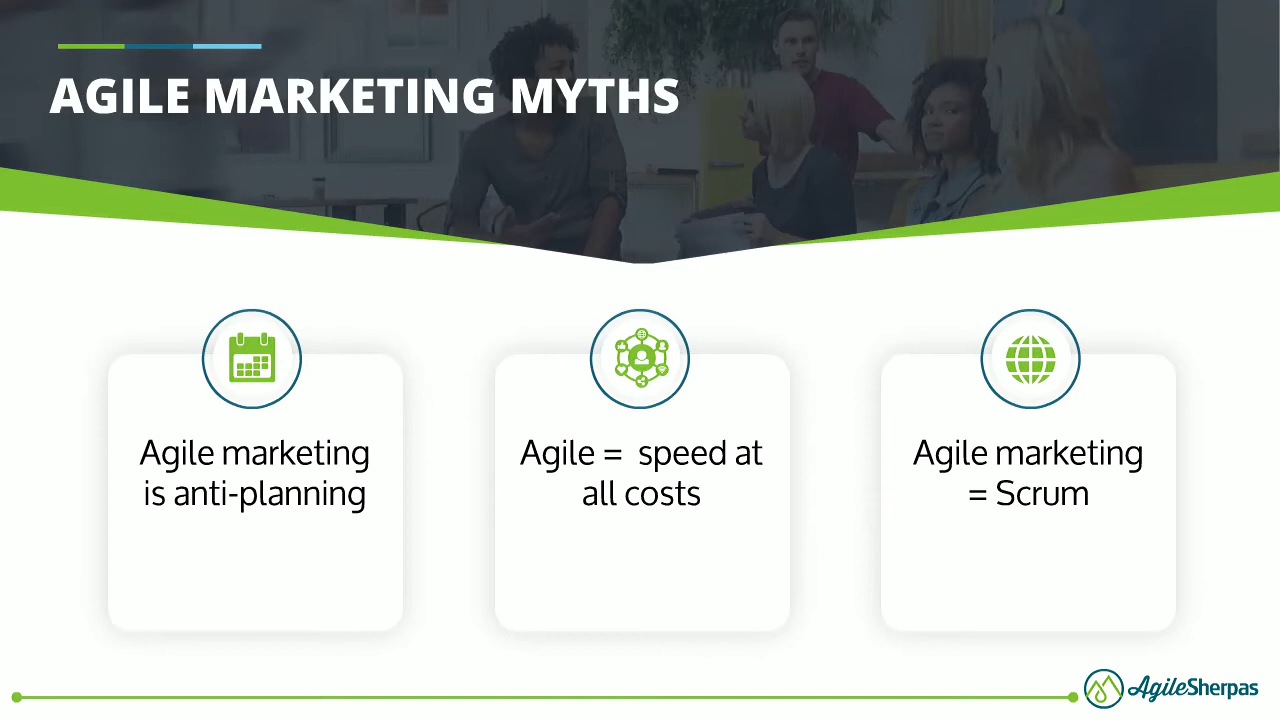 AGILE MARKETING MYTHS
Agile marketing
is anti-planning
Agile = speed at
all costs
Agile marketing
= Scrum
AgileSherpas